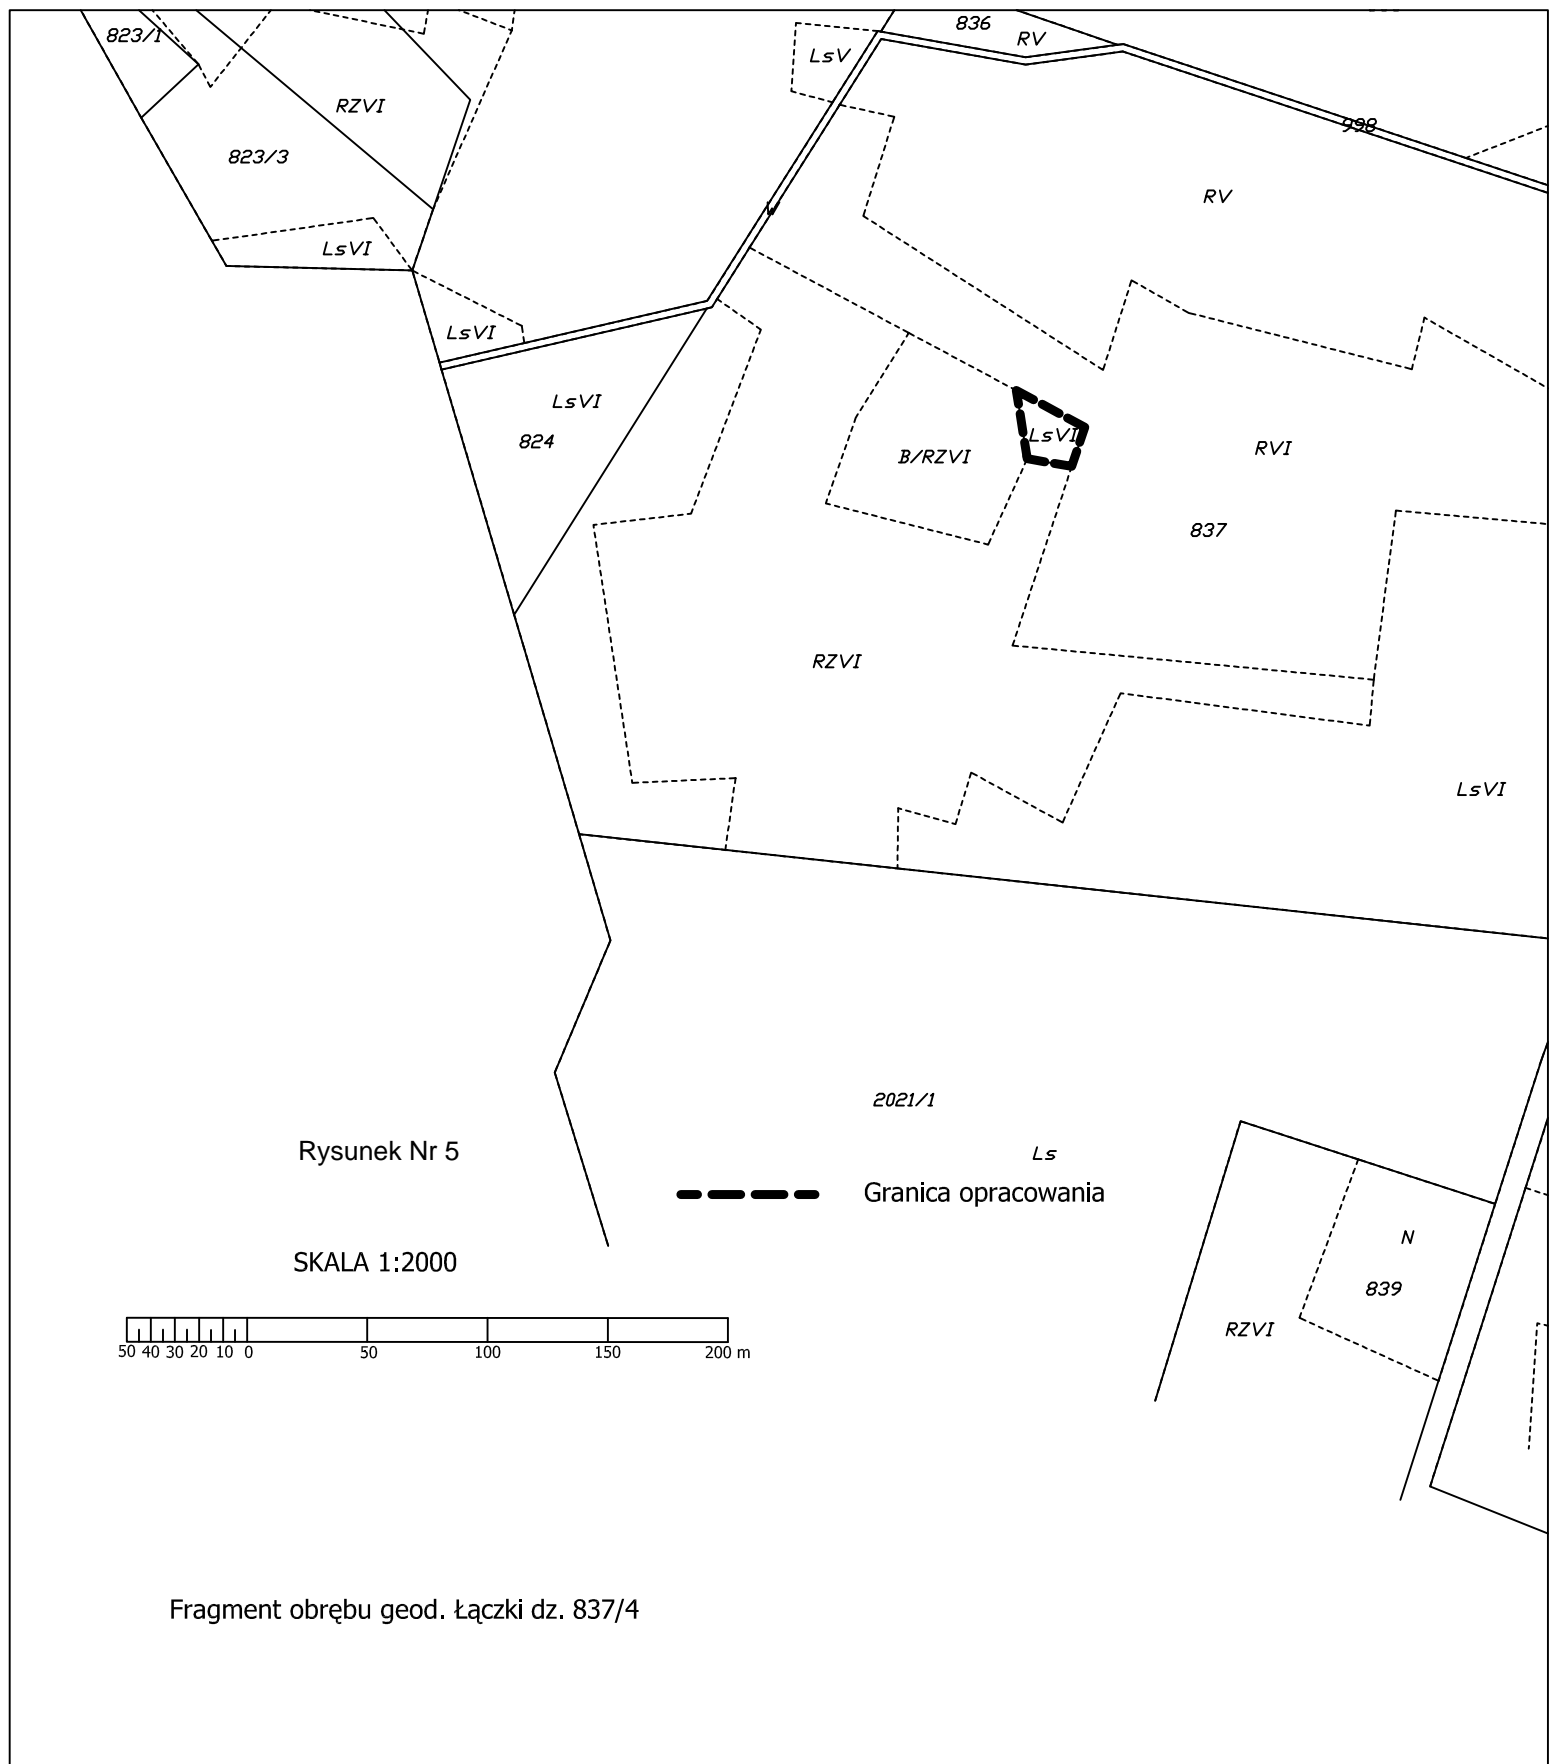 836
823/1
RV
LsV
RZVI
998
823/3
RV
W
LsVI
LsVI
LsVI
824
LsVI
B/RZVI
RVI
837
RZVI
LsVI
2021/1
Rysunek Nr 5
Ls
Granica opracowania
N
SKALA 1:2000
839
RZVI
50 40 30 20 10 0 50 100 150 200 m
Fragment obrębu geod. Łączki dz. 837/4